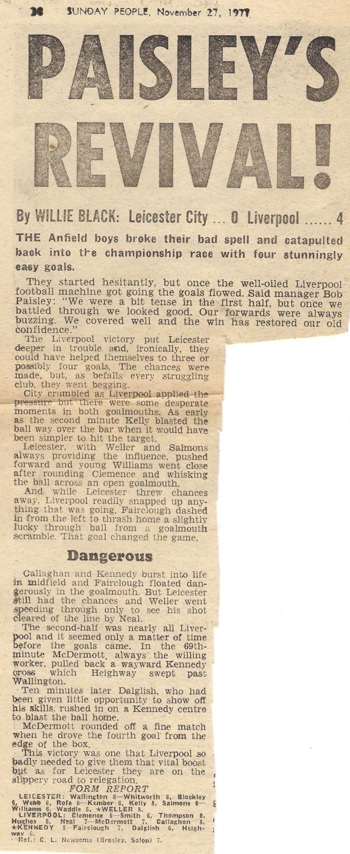 SUNDAY PEOPLE, November 27, 1977
PAISLEY'S
REVIVAL!
By WILLIE BLACK: Leicester City ... 0 Liverpool ...... 4
THE Anfield boys broke their bad spell and catapulted
back into the championship race with four stunningly
easy goals.
They started hesitantly, but once the well-oiled Liverpool
football machine got going the goals flowed. Said manager Bob
Paisley: "We were a bit tense in the first half, but once we
battled through we looked good. Our forwards were always
buzzing. We covered well and the win has restored our old
confidence."
The Liverpool victory put Leicester
deeper in trouble and, ironically, they
could have helped themselves to three or
possibly four goals. The chances were
made, but, as befalls every struggling
club, they went begging.
City crumbled as Liverpool applied the
pressure but there were some desperate
moments in both goalmouths. As early
as the second minute Kelly blasted the
ball way over the bar when it would have
been simpler to hit the target.
Leicester, with Weller and Salmons
always providing the influence, pushed
forward and young Williams went close
after rounding Clemence and whisking
the ball across an open goalmouth.
And while Leicester threw chances
away, Liverpool readily snapped up any-
thing that was going. Fairclough dashed
in from the left to thrash home a slightly
lucky through ball from a goalmouth
scramble. That goal changed the game.
Dangerous
Callaghan and Kennedy burst into life
in midfield and Fairclough floated dan-
gerously in the goalmouth. But Leicester
still had the chances and Weller went
speeding through only to see his shot
cleared of the line by Neal.
The second-half was nearly all Liver-
pool and it seemed only a matter of time
before the goals came. In the 69th-
minute McDermott, always the willing
worker, pulled back a wayward Kennedy
cross which Heighway swept past
Wallington.
Ten minutes later Dalglish, who had
been given little opportunity to show off
his skills, rushed in on a Kennedy centre
to blast the ball home.
McDermott rounded off a fine match
when he drove the fourth goal from the
edge of the box.
This victory was one that Liverpool so
badly needed to give them that vital boost
but as for Leicester they are on the
slippery road to relegation.
FORM REPORT
LEICESTER: Wallington 6—Whitworth 6, Blockley
6, Webb 6, Rofe 6—Kember 6, Kelly 5, Salmons 6—
Williams 6, Waddle 5, ★WELLER 6.
LIVERPOOL: Clemence 6—Smith 6, Thompson 8,
Hughes 6, Neal 7—McDermott 7, Callaghan 8,
★KENNEDY 7—Fairclough 7, Dalglish 6, Heigh-
way 6.
Ref.: C. L. Newsome (Broseley, Salop) 7.